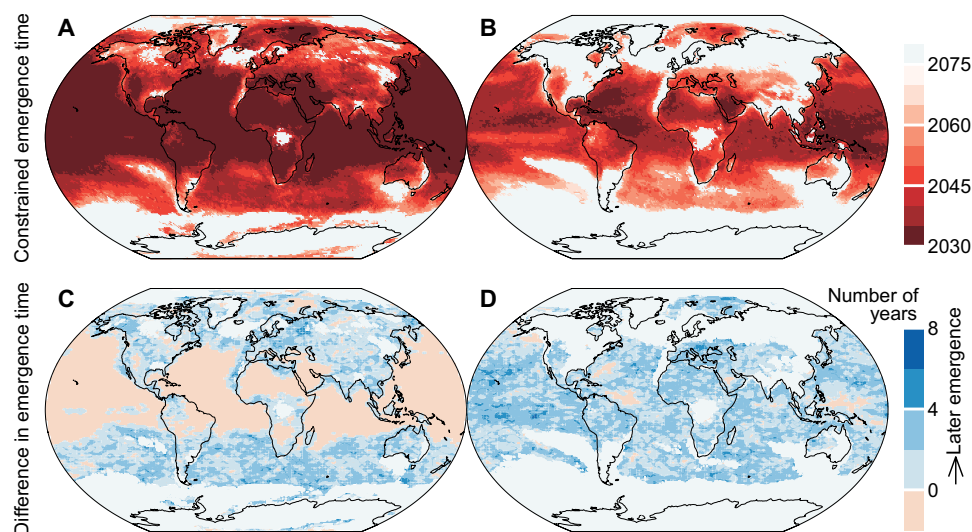 Constrained emergence time
A
B
2075
2060
2045
2030
Difference in emergence time
C
D
Number of
years
8
4
0
Later emergence